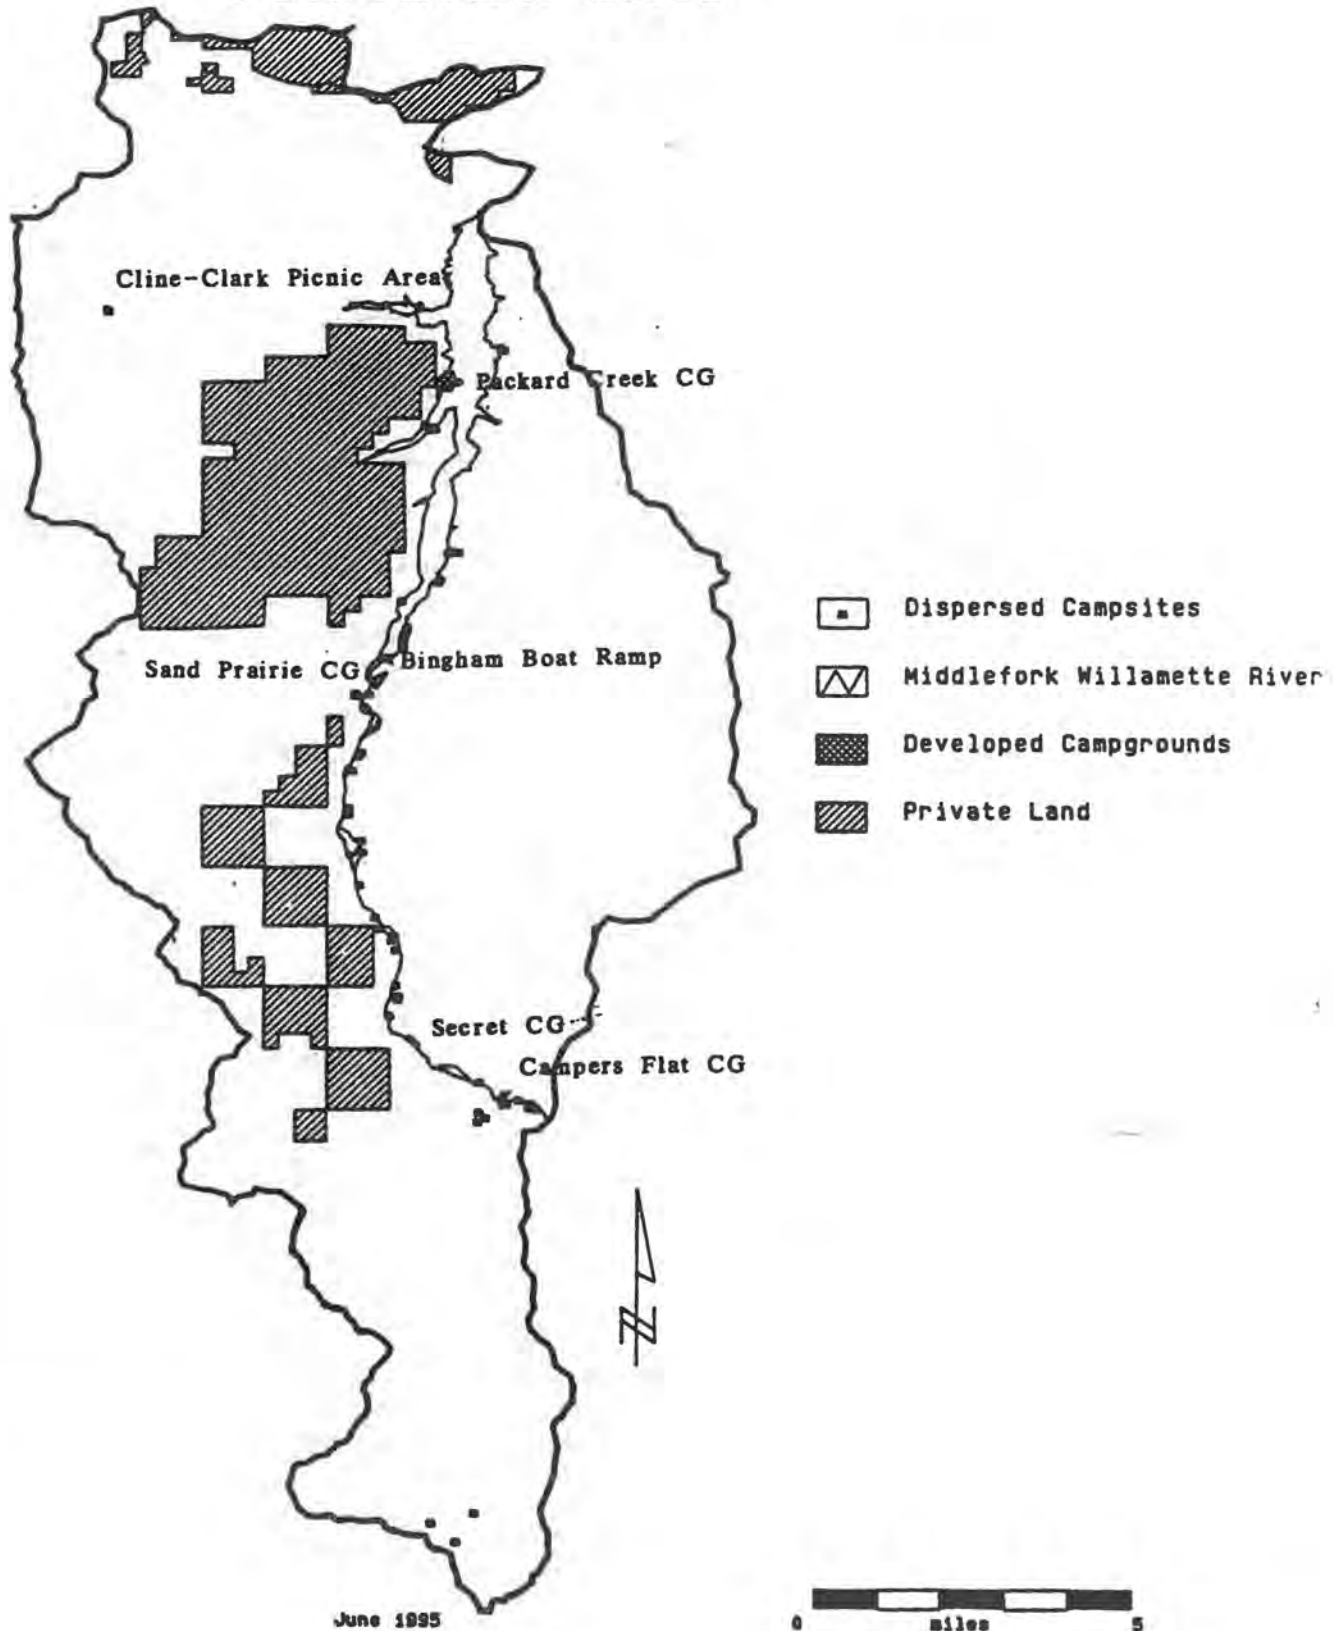 Cline-Clark Picnic Area
Packard Creek CG
Dispersed Campsites
Sand Prairie CG
Bingham Boat Ramp
Middlefork Willamette River
Developed Campgrounds
Private Land
Secret CG
Campers Flat CG
June 1995
0 miles 5